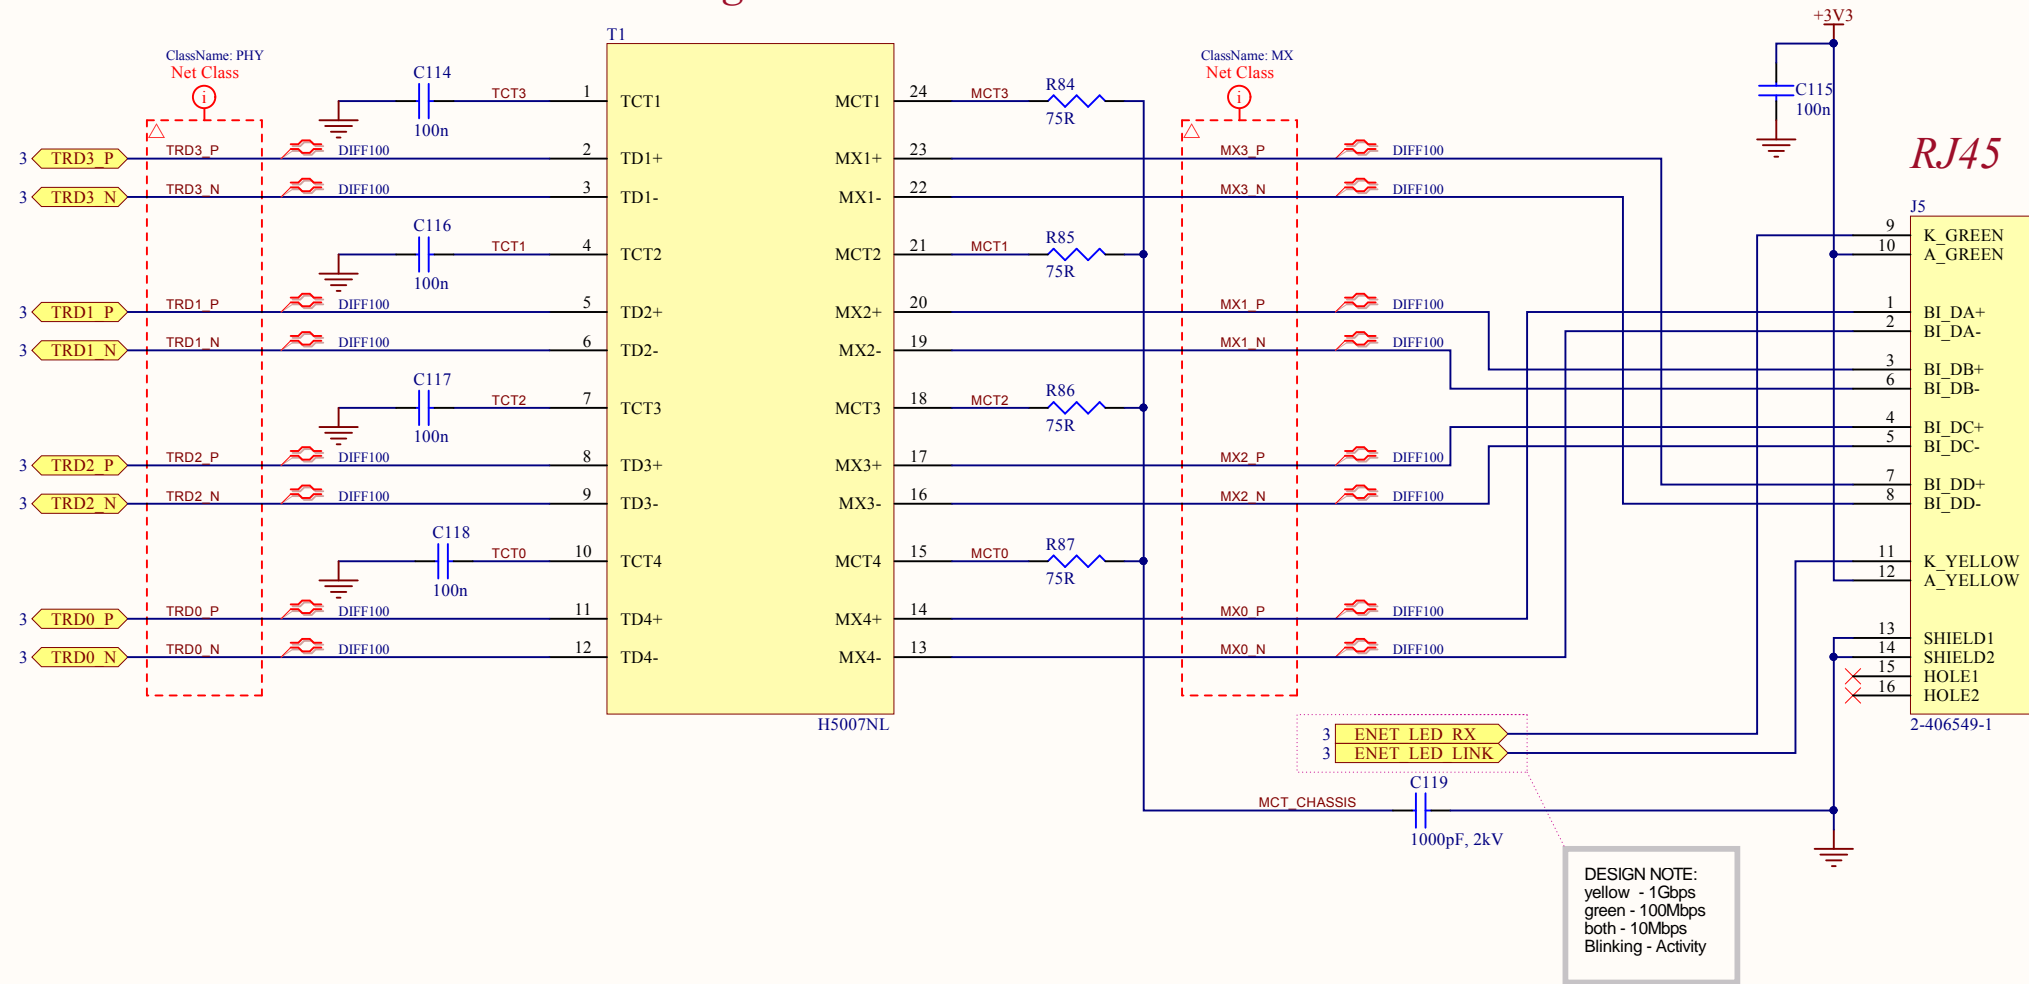 g
+3V3
T1
ClassName: PHY
Net Class
i
ClassName: MX
Net Class
i
C114
100n
TCT3
1
TCT1
MCT1
24
MCT3
R84
75R
C115
100n
RJ45
3
TRD3_P
TRD3_P
DIFF100
2
TD1+
MX1+
23
MX3_P
DIFF100
3
TRD3_N
TRD3_N
DIFF100
3
TD1-
MX1-
22
MX3_N
DIFF100
J5
C116
100n
TCT1
4
TCT2
MCT2
21
MCT1
R85
75R
9
K_GREEN
10
A_GREEN
3
TRD1_P
TRD1_P
DIFF100
5
TD2+
MX2+
20
MX1_P
DIFF100
1
BI_DA+
2
BI_DA-
3
TRD1_N
TRD1_N
DIFF100
6
TD2-
MX2-
19
MX1_N
DIFF100
3
BI_DB+
6
BI_DB-
C117
100n
TCT2
7
TCT3
MCT3
18
MCT2
R86
75R
4
BI_DC+
5
BI_DC-
3
TRD2_P
TRD2_P
DIFF100
8
TD3+
MX3+
17
MX2_P
DIFF100
7
BI_DD+
8
BI_DD-
3
TRD2_N
TRD2_N
DIFF100
9
TD3-
MX3-
16
MX2_N
DIFF100
C118
100n
TCT0
10
TCT4
MCT4
15
MCT0
R87
75R
11
K_YELLOW
12
A_YELLOW
3
TRD0_P
TRD0_P
DIFF100
11
TD4+
MX4+
14
MX0_P
DIFF100
3
TRD0_N
TRD0_N
DIFF100
12
TD4-
MX4-
13
MX0_N
DIFF100
13
SHIELD1
14
SHIELD2
15
HOLE1
16
HOLE2
H5007NL
2-406549-1
3
ENET_LED_RX
3
ENET_LED_LINK
MCT_CHASSIS
C119
1000pF, 2kV
DESIGN NOTE:
yellow - 1Gbps
green - 100Mbps
both - 10Mbps
Blinking - Activity